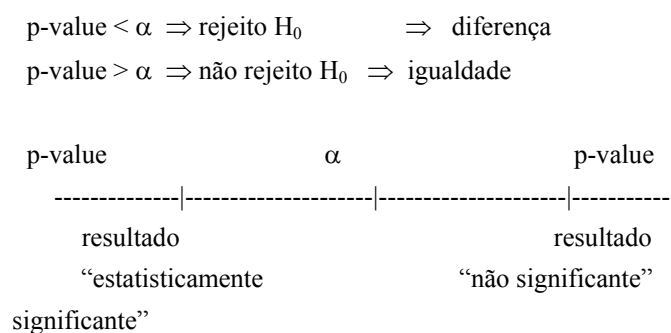 p-value < α ⇒ rejeito H₀ ⇒ diferença
p-value > α ⇒ não rejeito H₀ ⇒ igualdade
p-value α p-value
--------------|---------------------|---------------------|-----------
resultado resultado
“estatisticamente “não significante”
significante”